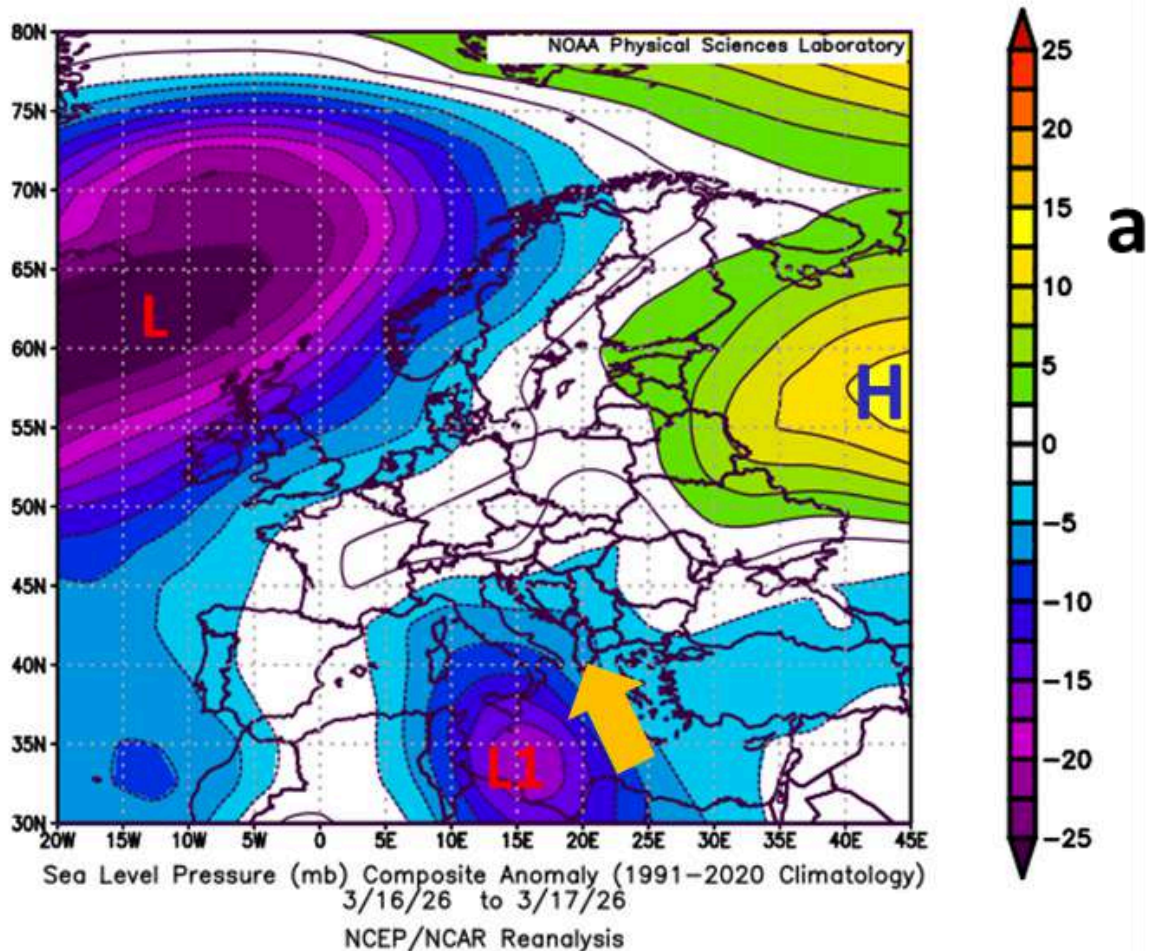 80N
75N
70N
65N
60N
55N
50N
45N
40N
35N
30N
NOAA Physical Sciences Laboratory
L
H
L1
20W 15W 10W 5W 0 5E 10E 15E 20E 25E 30E 35E 40E 45E
25
20
15
10
5
0
−5
−10
−15
−20
−25
a
Sea Level Pressure (mb) Composite Anomaly (1991−2020 Climatology)
3/16/26 to 3/17/26
NCEP/NCAR Reanalysis